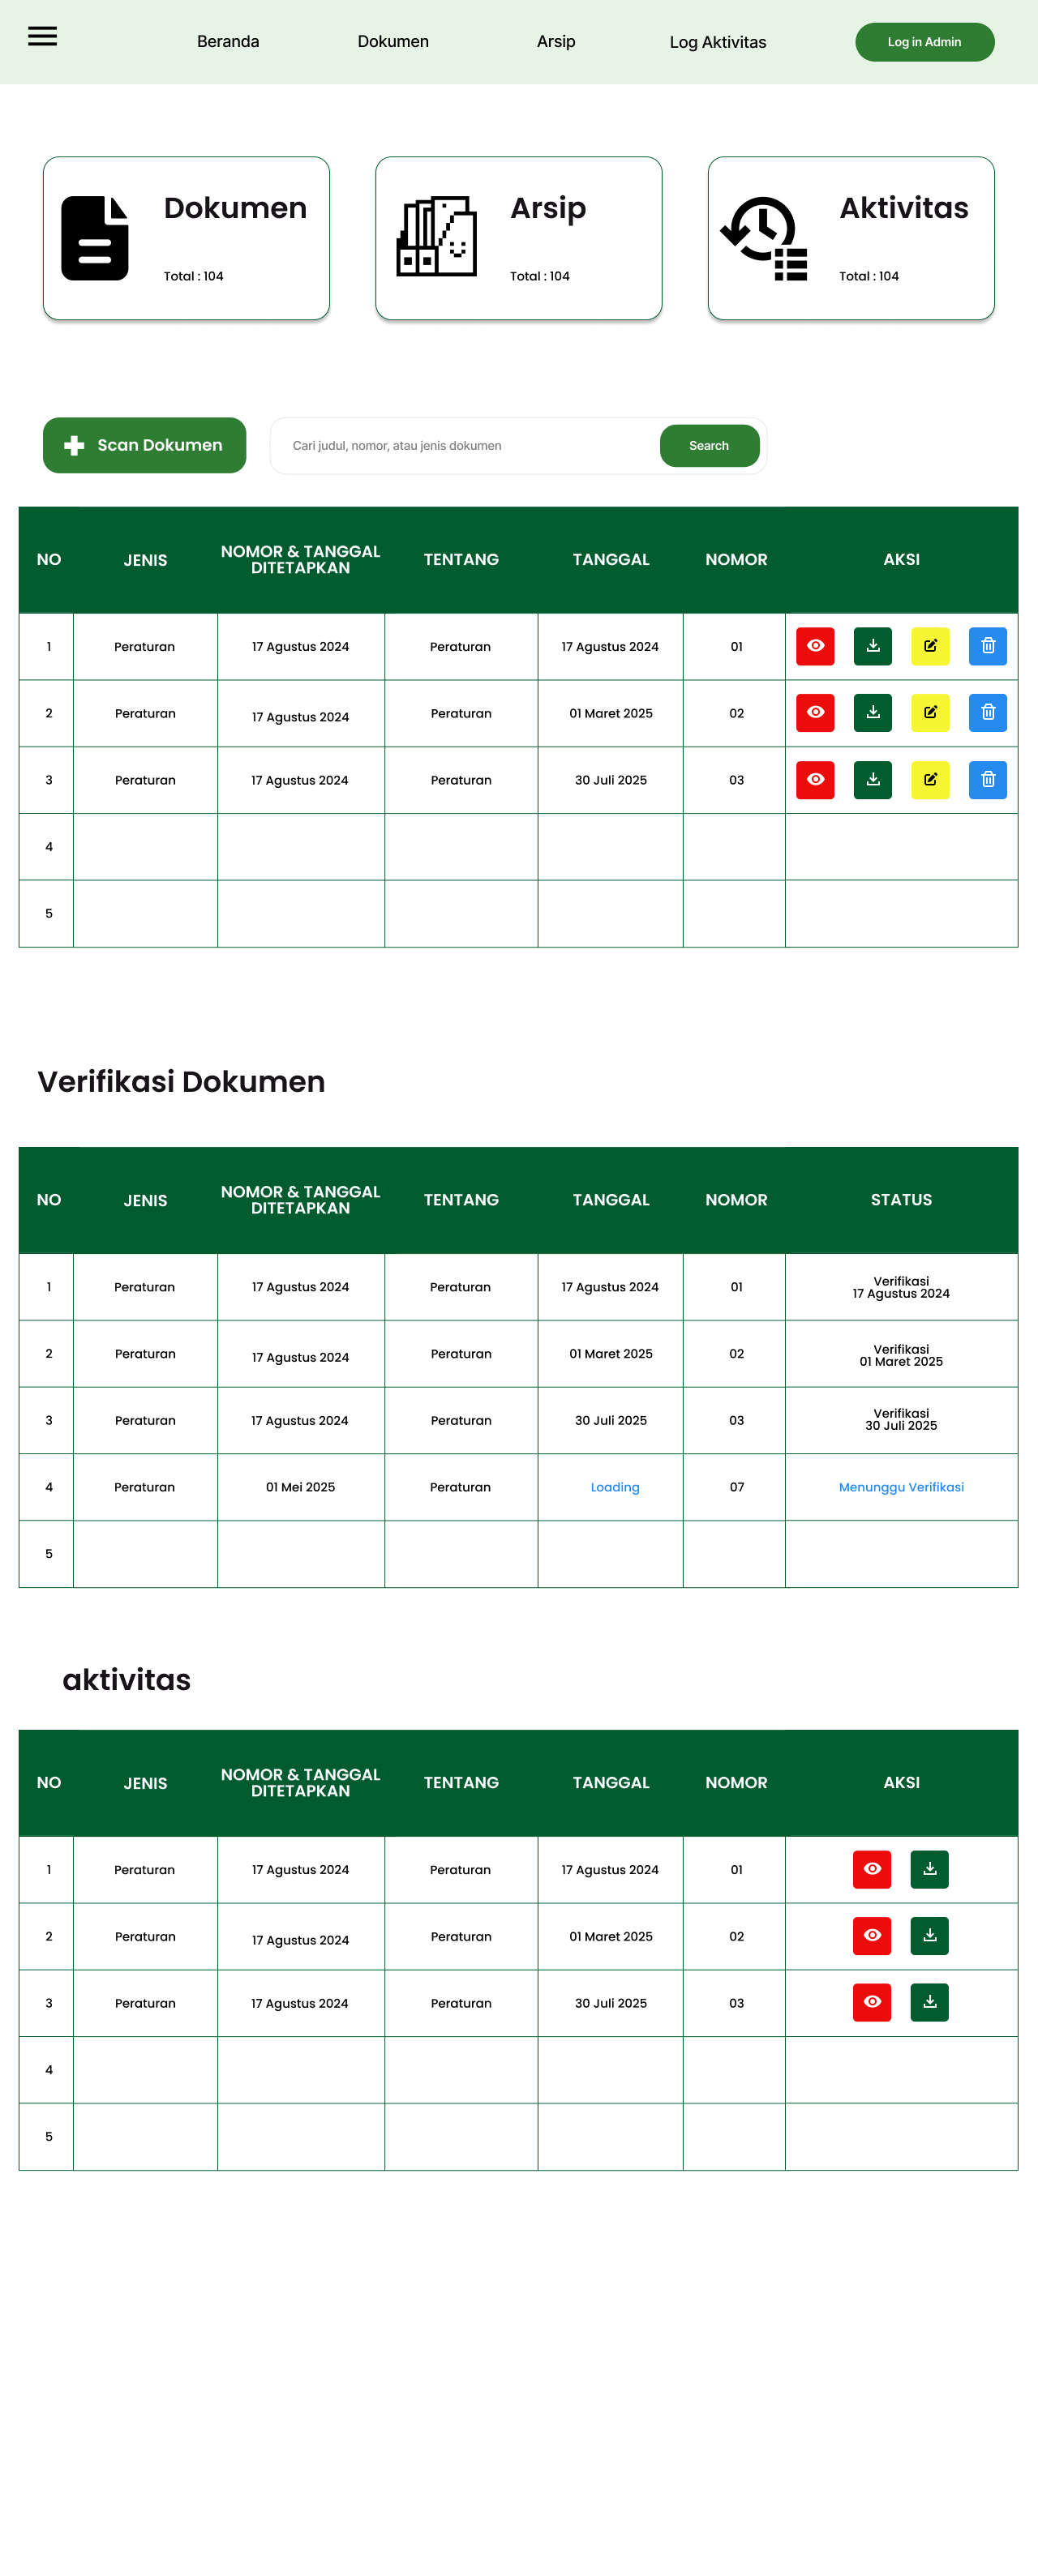 Beranda
Dokumen
Arsip
Log Aktivitas
Log in Admin
Dokumen
Total : 104
Arsip
Total : 104
Aktivitas
Total : 104
Scan Dokumen
Cari judul, nomor, atau jenis dokumen
Search
NO JENIS NOMOR & TANGGAL DITETAPKAN TENTANG TANGGAL NOMOR AKSI
1 Peraturan 17 Agustus 2024 Peraturan 17 Agustus 2024 01
2 Peraturan 17 Agustus 2024 Peraturan 01 Maret 2025 02
3 Peraturan 17 Agustus 2024 Peraturan 30 Juli 2025 03
4
5
Verifikasi Dokumen
NO JENIS NOMOR & TANGGAL DITETAPKAN TENTANG TANGGAL NOMOR STATUS
1 Peraturan 17 Agustus 2024 Peraturan 17 Agustus 2024 01 Verifikasi 17 Agustus 2024
2 Peraturan 17 Agustus 2024 Peraturan 01 Maret 2025 02 Verifikasi 01 Maret 2025
3 Peraturan 17 Agustus 2024 Peraturan 30 Juli 2025 03 Verifikasi 30 Juli 2025
4 Peraturan 01 Mei 2025 Peraturan Loading 07 Menunggu Verifikasi
5
aktivitas
NO JENIS NOMOR & TANGGAL DITETAPKAN TENTANG TANGGAL NOMOR AKSI
1 Peraturan 17 Agustus 2024 Peraturan 17 Agustus 2024 01
2 Peraturan 17 Agustus 2024 Peraturan 01 Maret 2025 02
3 Peraturan 17 Agustus 2024 Peraturan 30 Juli 2025 03
4
5